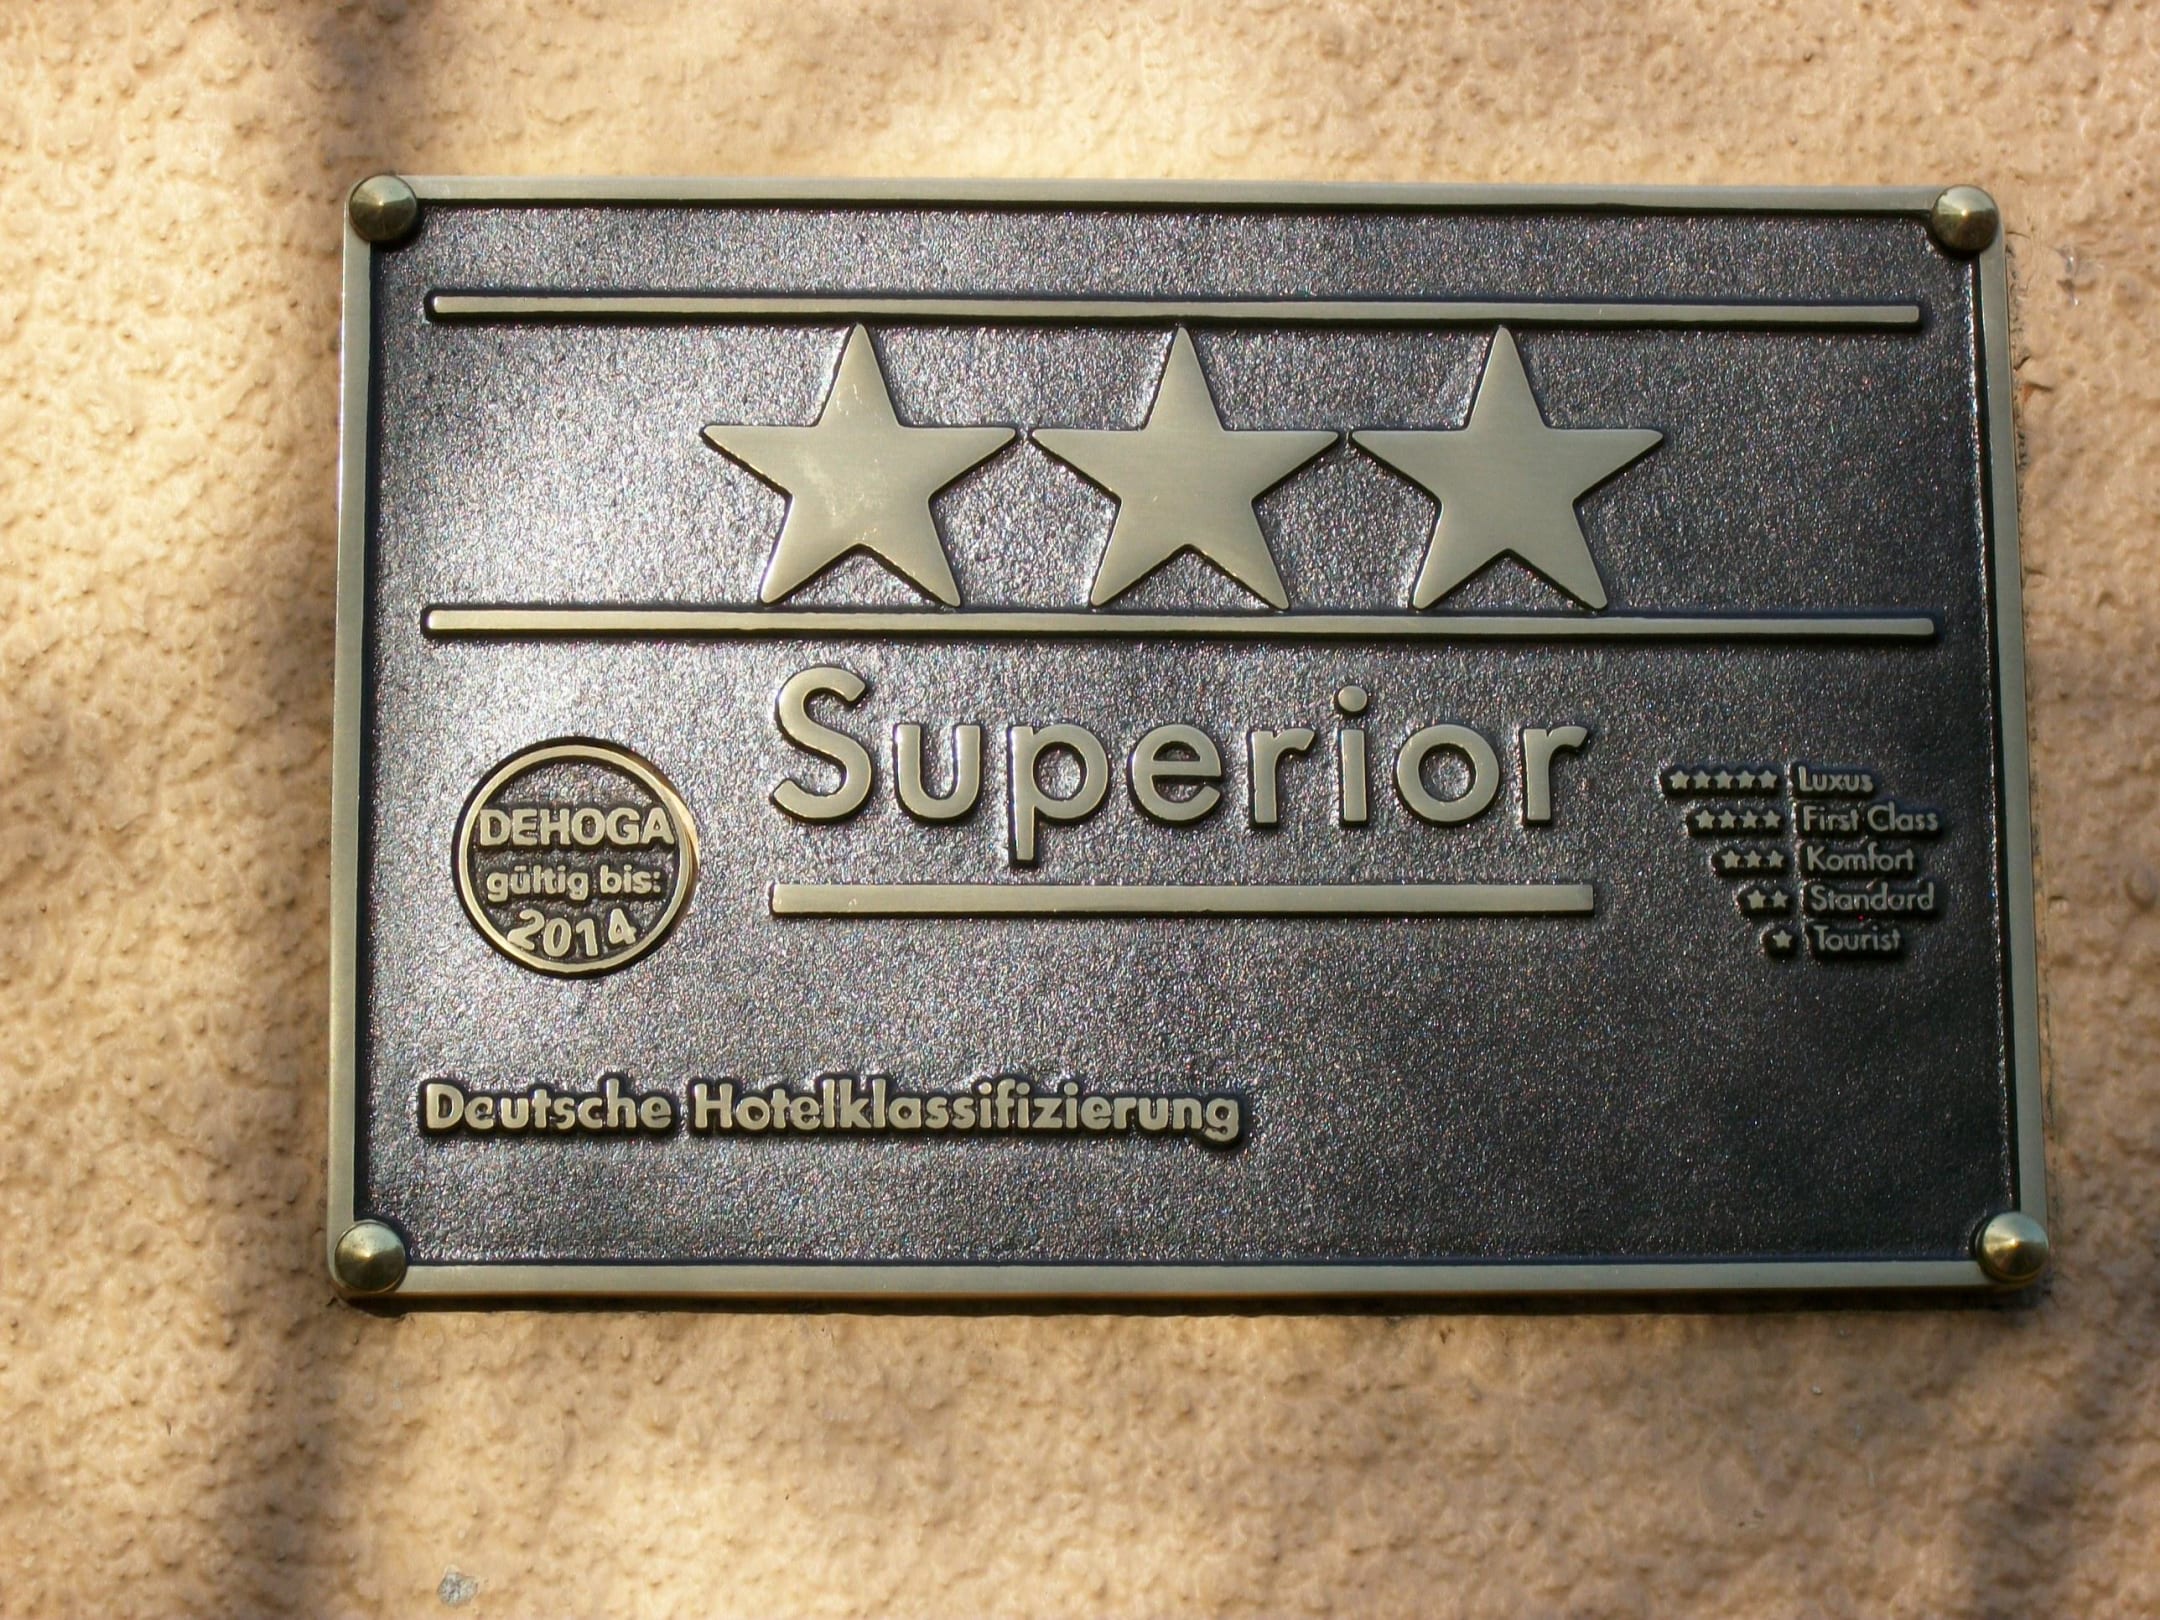 Superior
DEHOGA
gültig bis:
2014
Luxus
First Class
Komfort
Standard
Tourist
Deutsche Hotelklassifizierung